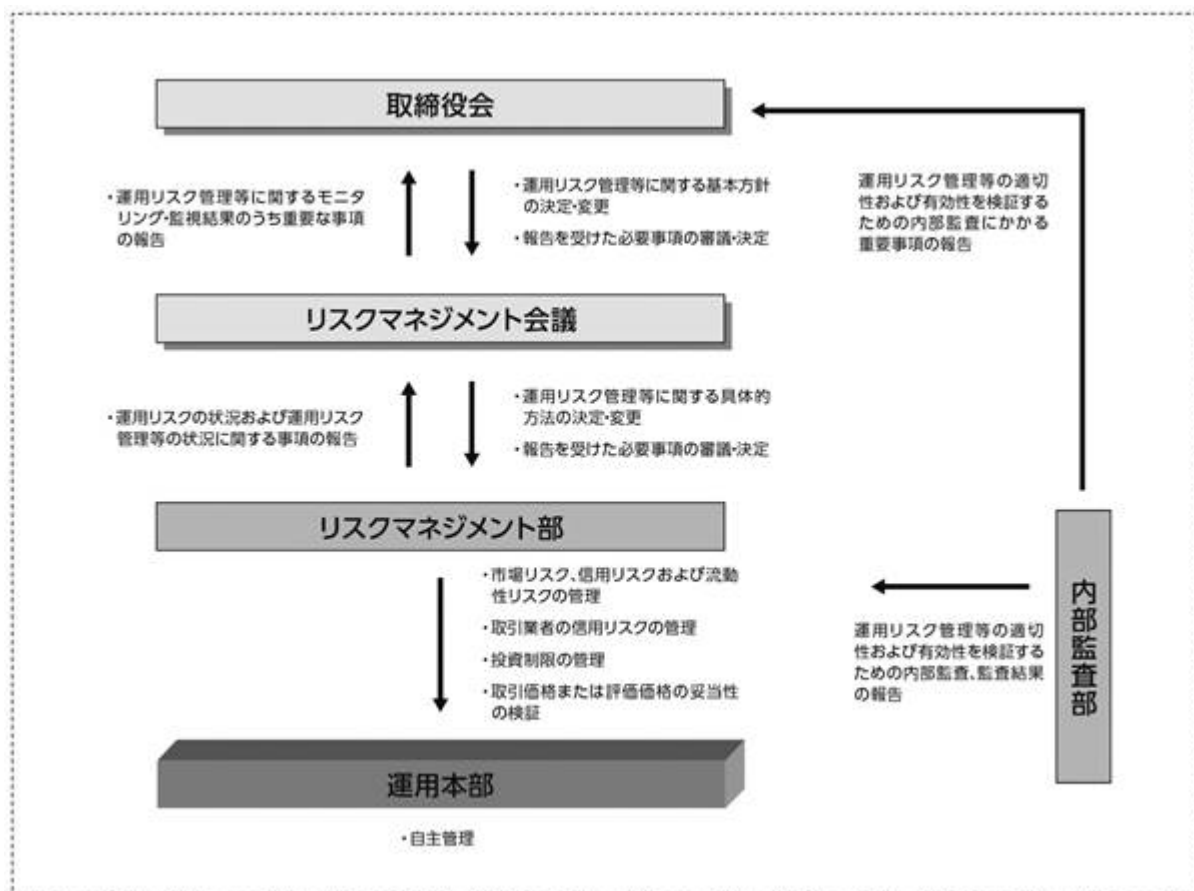 取締役会
・運用リスク管理等に関するモニタ
リング・監視結果のうち重要な事項
の報告
・運用リスク管理等に関する基本方針
の決定・変更
・報告を受けた必要事項の審議・決定
運用リスク管理等の適切
性および有効性を検証する
ための内部監査にかかる
重要事項の報告
リスクマネジメント会議
・運用リスクの状況および運用リスク
管理等の状況に関する事項の報告
・運用リスク管理等に関する具体的
方法の決定・変更
・報告を受けた必要事項の審議・決定
リスクマネジメント部
・市場リスク、信用リスクおよび流動
性リスクの管理
・取引業者の信用リスクの管理
・投資制限の管理
・取引価格または評価価格の妥当性
の検証
運用リスク管理等の適切
性および有効性を検証する
ための内部監査、監査結果
の報告
内部監査部
運用本部
・自主管理